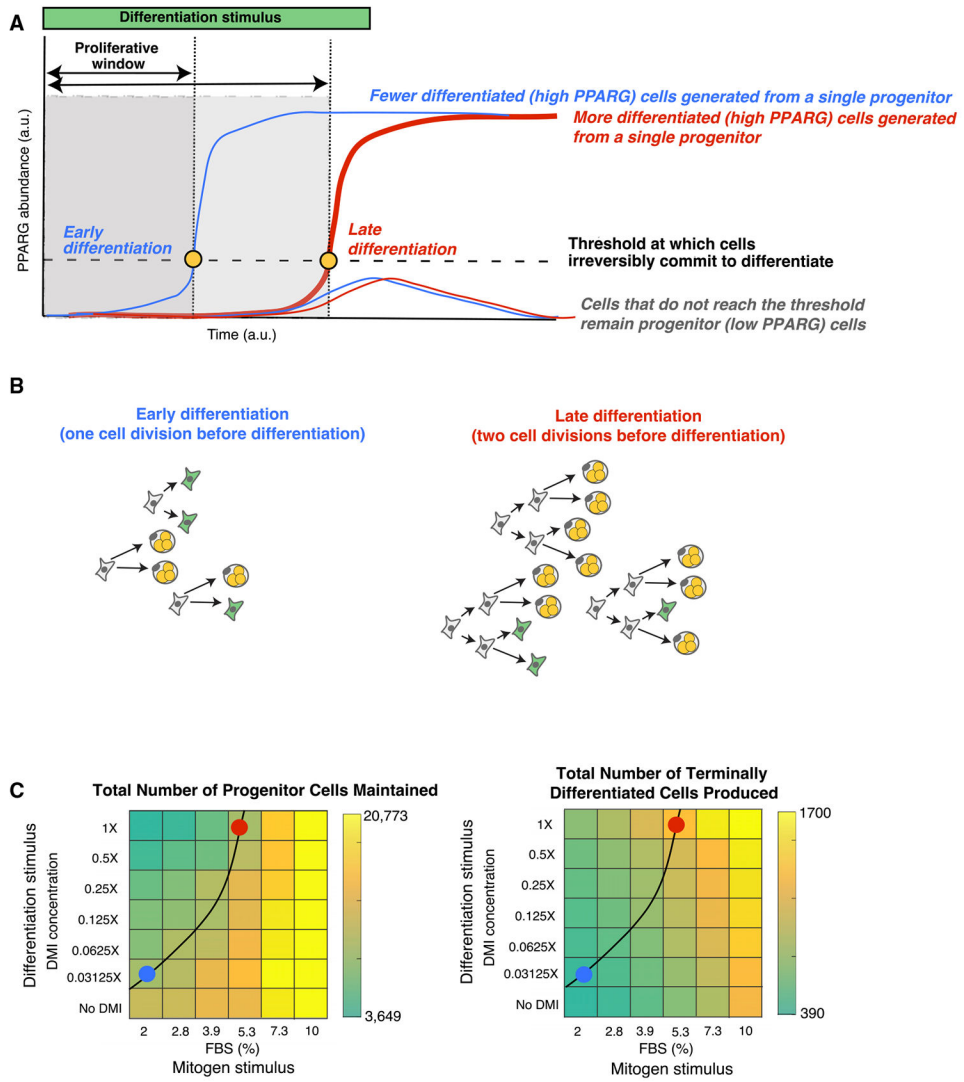 A
Differentiation stimulus
Proliferative
window
Fewer differentiated (high PPARG) cells generated from a single progenitor
More differentiated (high PPARG) cells generated
from a single progenitor
PPARG abundance (a.u.)
Early
differentiation
Late
differentiation
Threshold at which cells
irreversibly commit to differentiate
Cells that do not reach the threshold
remain progenitor (low PPARG) cells
Time (a.u.)
B
Early differentiation
(one cell division before differentiation)
Late differentiation
(two cell divisions before differentiation)
C
Total Number of Progenitor Cells Maintained
Differentiation stimulus
DMI concentration
1X
0.5X
0.25X
0.125X
0.0625X
0.03125X
No DMI
2 2.8 3.9 5.3 7.3 10
FBS (%)
Mitogen stimulus
20,773
3,649
Total Number of Terminally
Differentiated Cells Produced
Differentiation stimulus
DMI concentration
1X
0.5X
0.25X
0.125X
0.0625X
0.03125X
No DMI
2 2.8 3.9 5.3 7.3 10
FBS (%)
Mitogen stimulus
1700
390